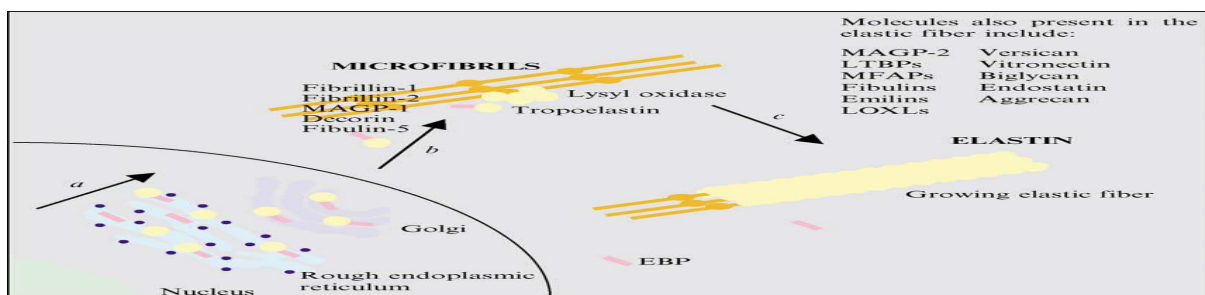 Molecules also present in the
elastic fiber include:
MAGP-2 Versican
LTBPs Vitronectin
MFAPs Biglycan
Fibulins Endostatin
Emilins Aggrecan
LOXLs
MICROFIBRILS
Fibrillin-1
Fibrillin-2
MAGP-1
Decorin
Fibulin-5
Lysyl oxidase
Tropoelastin
c
b
a
ELASTIN
Growing elastic fiber
Golgi
EBP
Rough endoplasmic
reticulum
Nucleus